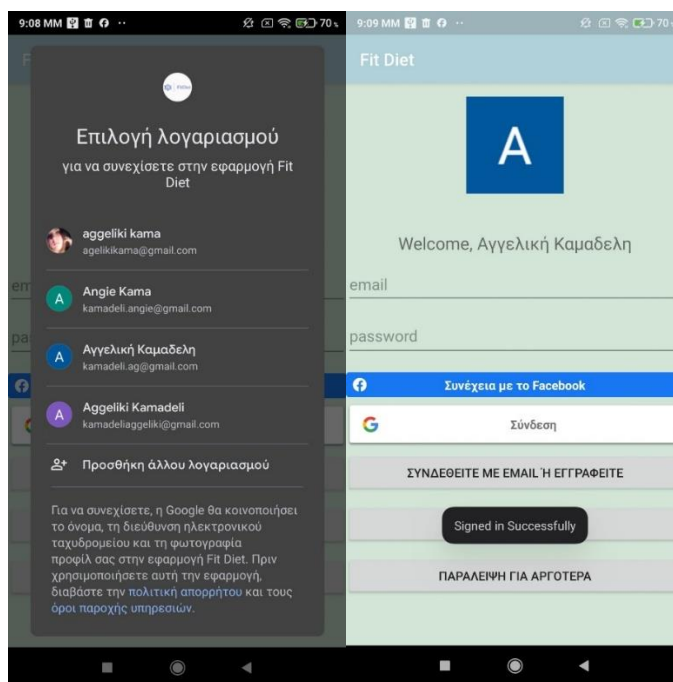 9:08 MM
70%
Επιλογή λογαριασμού
για να συνεχίσετε στην εφαρμογή Fit
Diet
aggeliki kama
agelikikama@gmail.com
A
Angie Kama
kamadeli.angie@gmail.com
A
Αγγελική Καμαδελη
kamadeli.ag@gmail.com
A
Aggeliki Kamadeli
kamadeliaggeliki@gmail.com
Προσθήκη άλλου λογαριασμού
Για να συνεχίσετε, η Google θα κοινοποιήσει
το όνομα, τη διεύθυνση ηλεκτρονικού
ταχυδρομείου και τη φωτογραφία
προφίλ σας στην εφαρμογή Fit Diet. Πριν
χρησιμοποιήσετε αυτή την εφαρμογή,
διαβάστε την πολιτική απορρήτου και τους
όροι παροχής υπηρεσιών.
9:09 MM
70
Fit Diet
A
Welcome, Αγγελική Καμαδελη
email
password
Συνέχεια με το Facebook
Σύνδεση
ΣΥΝΔΕΘΕΙΤΕ ΜΕ EMAIL Ή ΕΓΓΡΑΦΕΙΤΕ
Signed in Successfully
ΠΑΡΑΛΕΙΨΗ ΓΙΑ ΑΡΓΟΤΕΡΑ